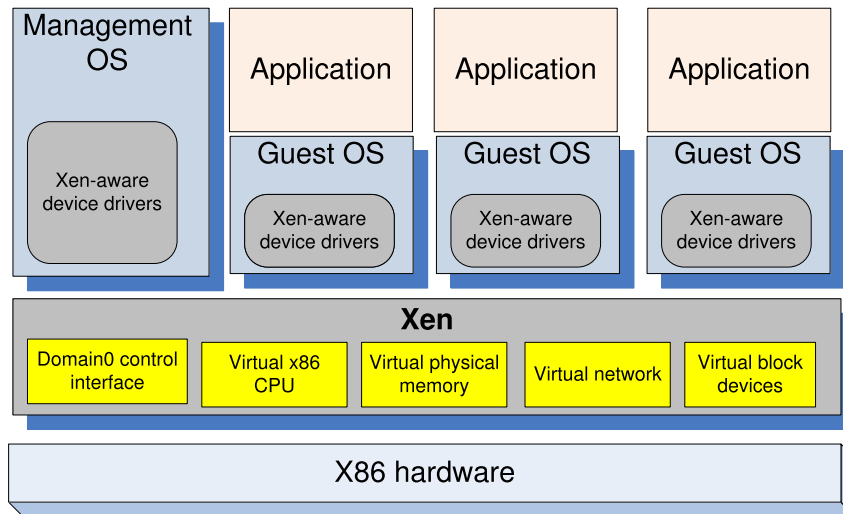 Management
OS
Application
Application
Application
Guest OS
Guest OS
Guest OS
Xen-aware
device drivers
Xen-aware
device drivers
Xen-aware
device drivers
Xen-aware
device drivers
Xen
Domain0 control
interface
Virtual x86
CPU
Virtual physical
memory
Virtual network
Virtual block
devices
X86 hardware